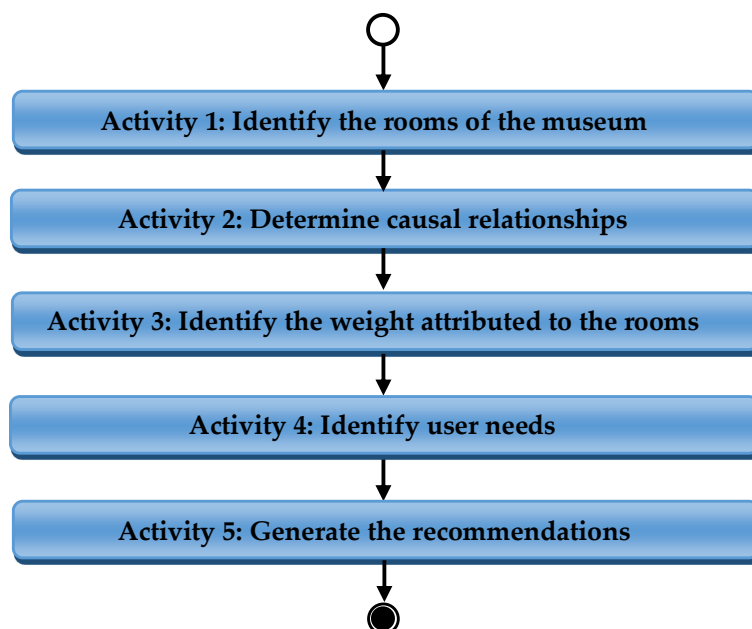 Activity 1: Identify the rooms of the museum
Activity 2: Determine causal relationships
Activity 3: Identify the weight attributed to the rooms
Activity 4: Identify user needs
Activity 5: Generate the recommendations